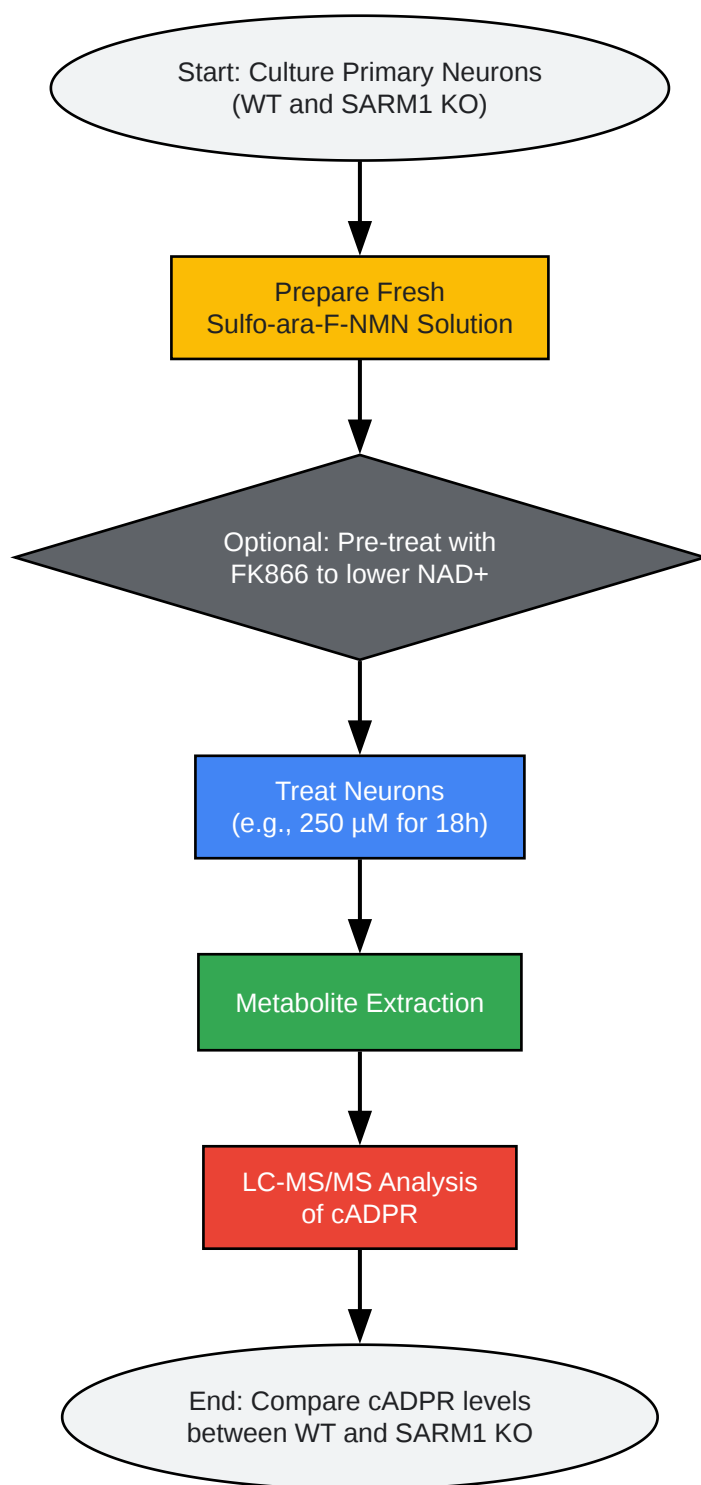 Start: Culture Primary Neurons
(WT and SARM1 KO)
Prepare Fresh
Sulfo-ara-F-NMN Solution
Optional: Pre-treat with
FK866 to lower NAD+
Treat Neurons
(e.g., 250 µM for 18h)
Metabolite Extraction
LC-MS/MS Analysis
of cADPR
End: Compare cADPR levels
between WT and SARM1 KO